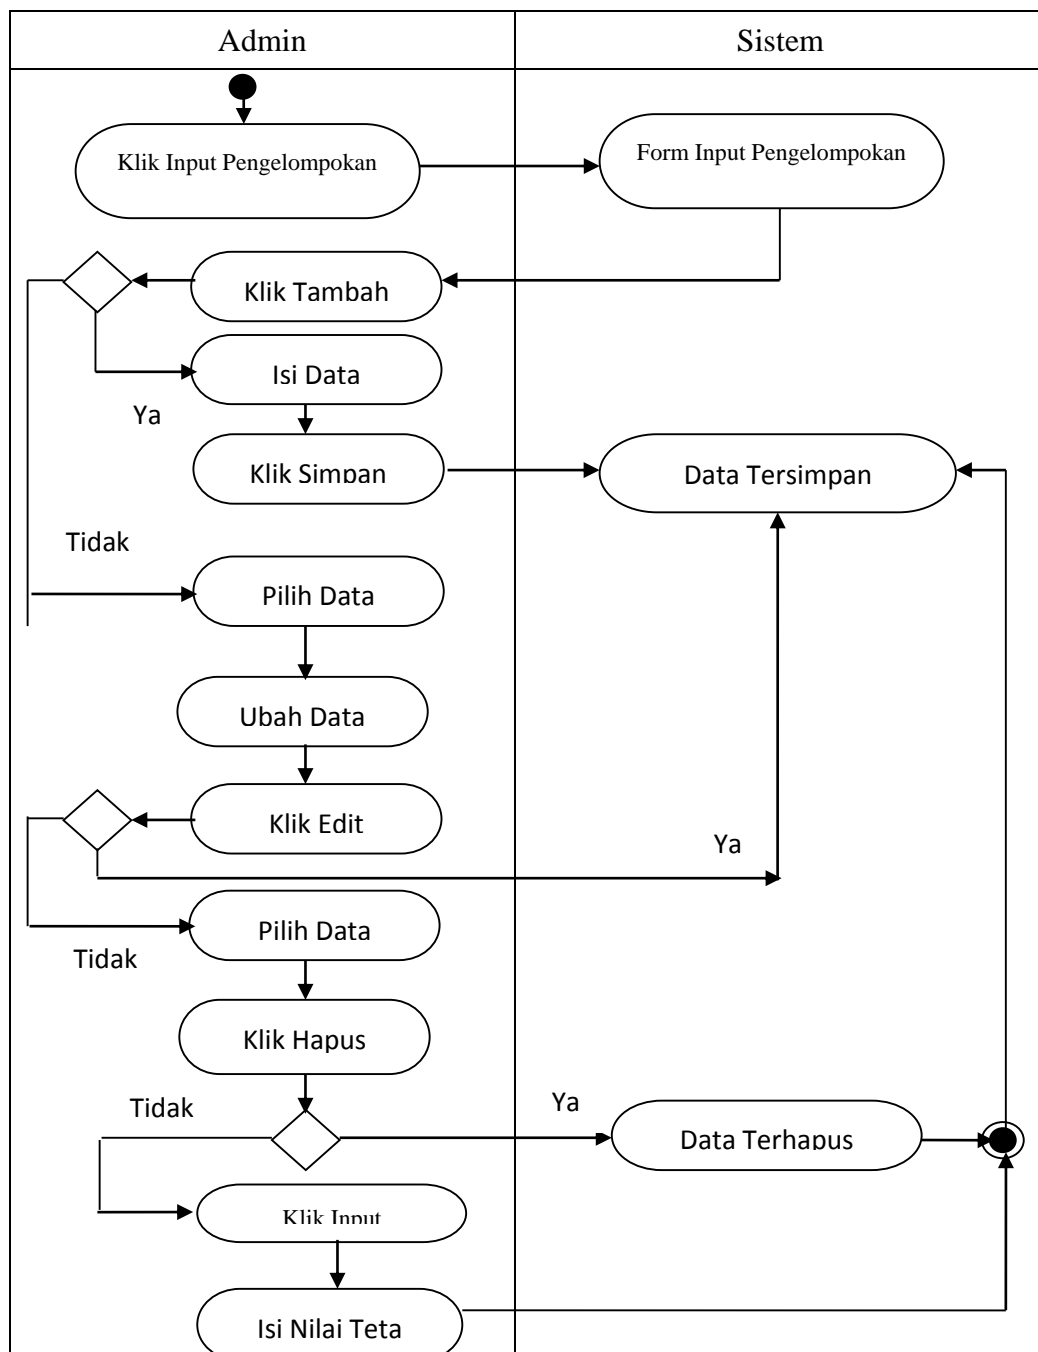 Admin
Sistem
Klik Input Pengelompokan
Form Input Pengelompokan
Klik Tambah
Isi Data
Ya
Klik Simpan
Data Tersimpan
Tidak
Pilih Data
Ubah Data
Klik Edit
Ya
Pilih Data
Tidak
Klik Hapus
Tidak
Ya
Data Terhapus
Klik Input
Isi Nilai Teta